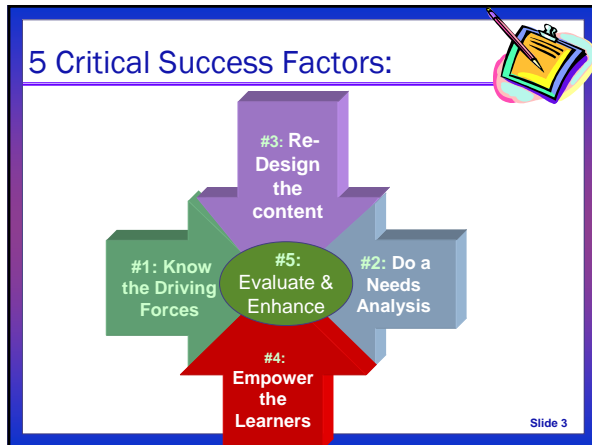 5 Critical Success Factors:
#3: Re-
Design
the
content
#1: Know
the Driving
Forces
#5:
Evaluate &
Enhance
#2: Do a
Needs
Analysis
#4:
Empower
the
Learners
Slide 3